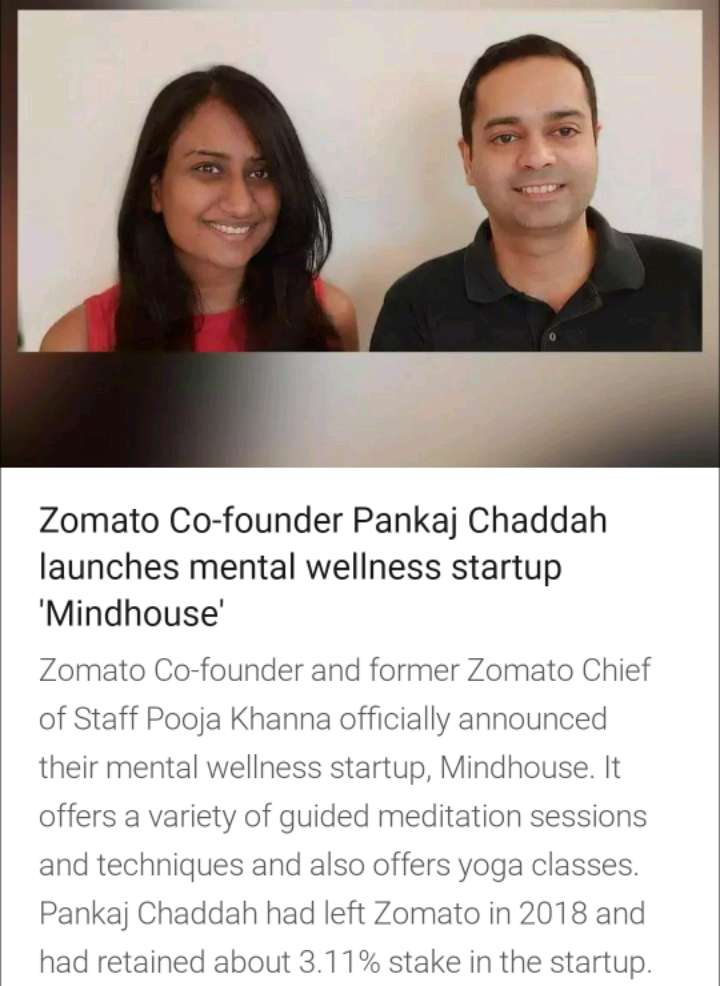 Zomato Co-founder Pankaj Chaddah
launches mental wellness startup
'Mindhouse'
Zomato Co-founder and former Zomato Chief
of Staff Pooja Khanna officially announced
their mental wellness startup, Mindhouse. It
offers a variety of guided meditation sessions
and techniques and also offers yoga classes.
Pankaj Chaddah had left Zomato in 2018 and
had retained about 3.11% stake in the startup.